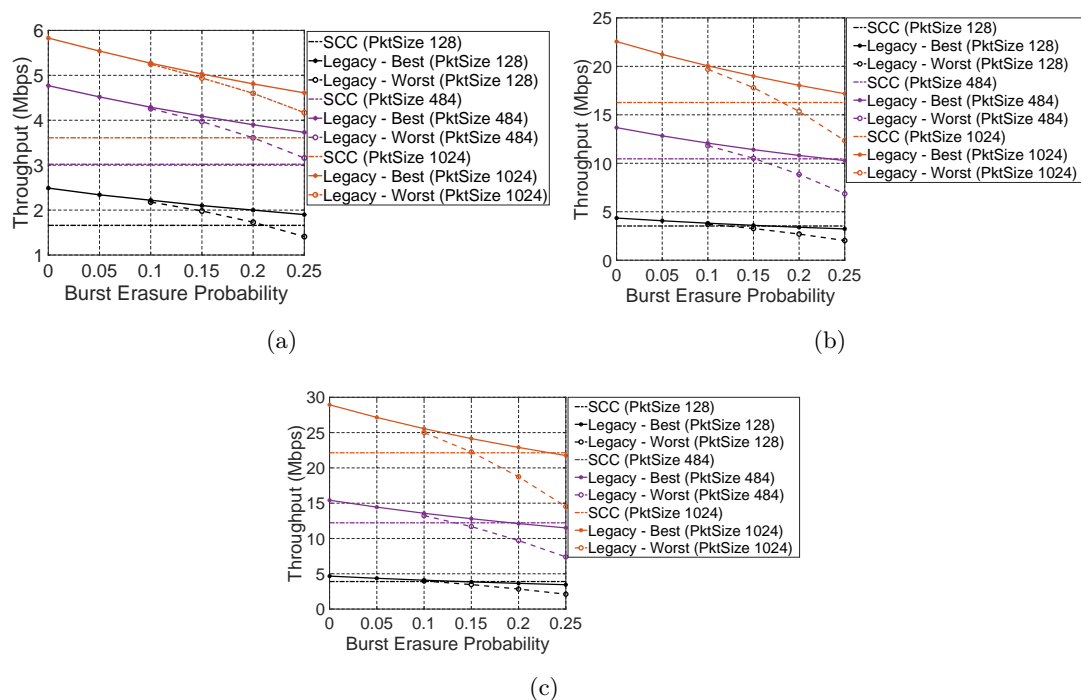 Throughput (Mbps)
6
5
4
3
2
1
0 0.05 0.1 0.15 0.2 0.25
Burst Erasure Probability
SCC (PktSize 128)
Legacy - Best (PktSize 128)
Legacy - Worst (PktSize 128)
SCC (PktSize 484)
Legacy - Best (PktSize 484)
Legacy - Worst (PktSize 484)
SCC (PktSize 1024)
Legacy - Best (PktSize 1024)
Legacy - Worst (PktSize 1024)
(a)
Throughput (Mbps)
25
20
15
10
5
0
0 0.05 0.1 0.15 0.2 0.25
Burst Erasure Probability
SCC (PktSize 128)
Legacy - Best (PktSize 128)
Legacy - Worst (PktSize 128)
SCC (PktSize 484)
Legacy - Best (PktSize 484)
Legacy - Worst (PktSize 484)
SCC (PktSize 1024)
Legacy - Best (PktSize 1024)
Legacy - Worst (PktSize 1024)
(b)
Throughput (Mbps)
30
25
20
15
10
5
0
0 0.05 0.1 0.15 0.2 0.25
Burst Erasure Probability
SCC (PktSize 128)
Legacy - Best (PktSize 128)
Legacy - Worst (PktSize 128)
SCC (PktSize 484)
Legacy - Best (PktSize 484)
Legacy - Worst (PktSize 484)
SCC (PktSize 1024)
Legacy - Best (PktSize 1024)
Legacy - Worst (PktSize 1024)
(c)